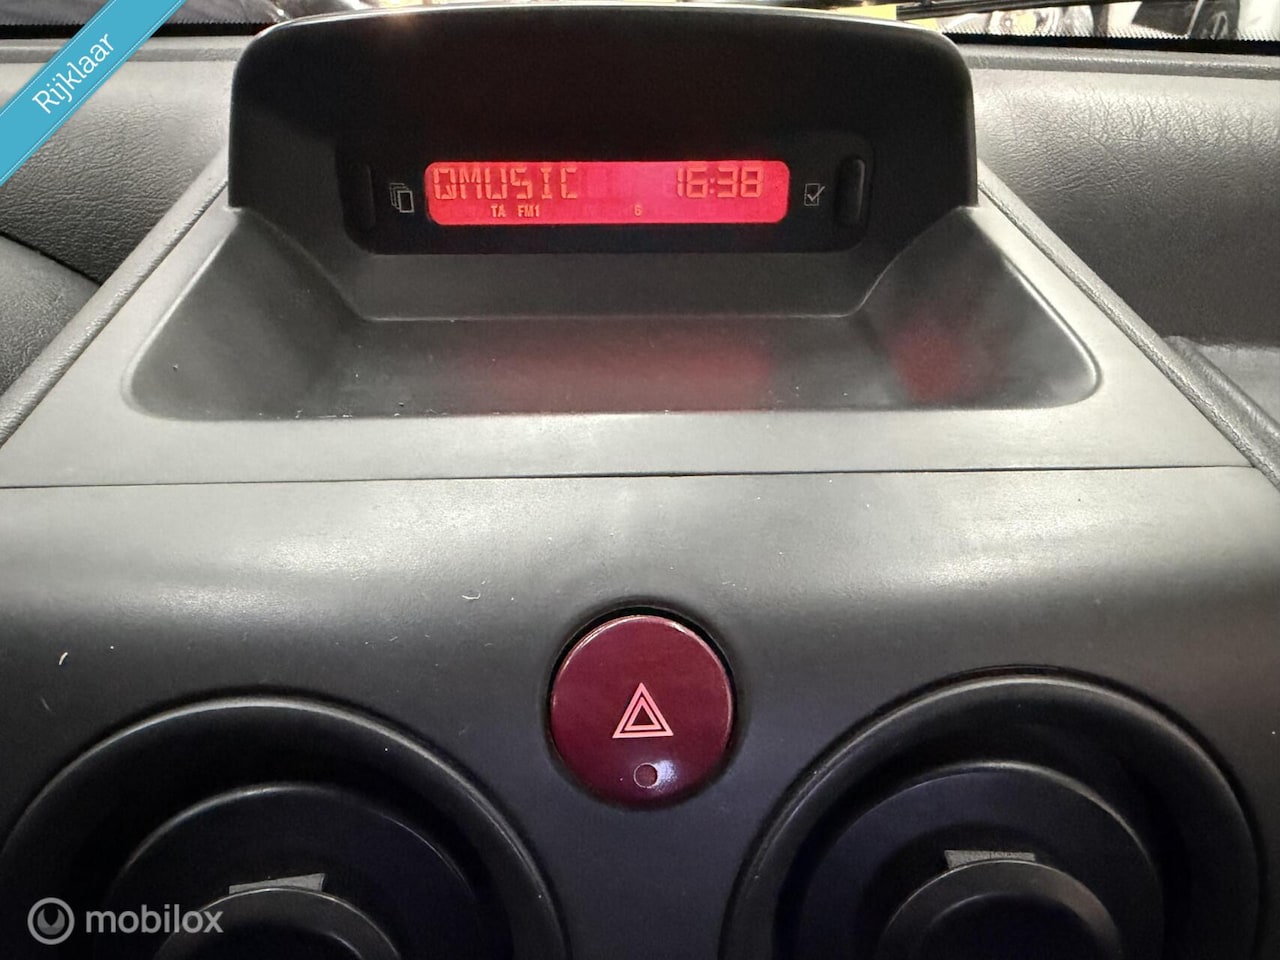 Rijklaar
QMUSIC 16:38
TA FM1 6
mobilox